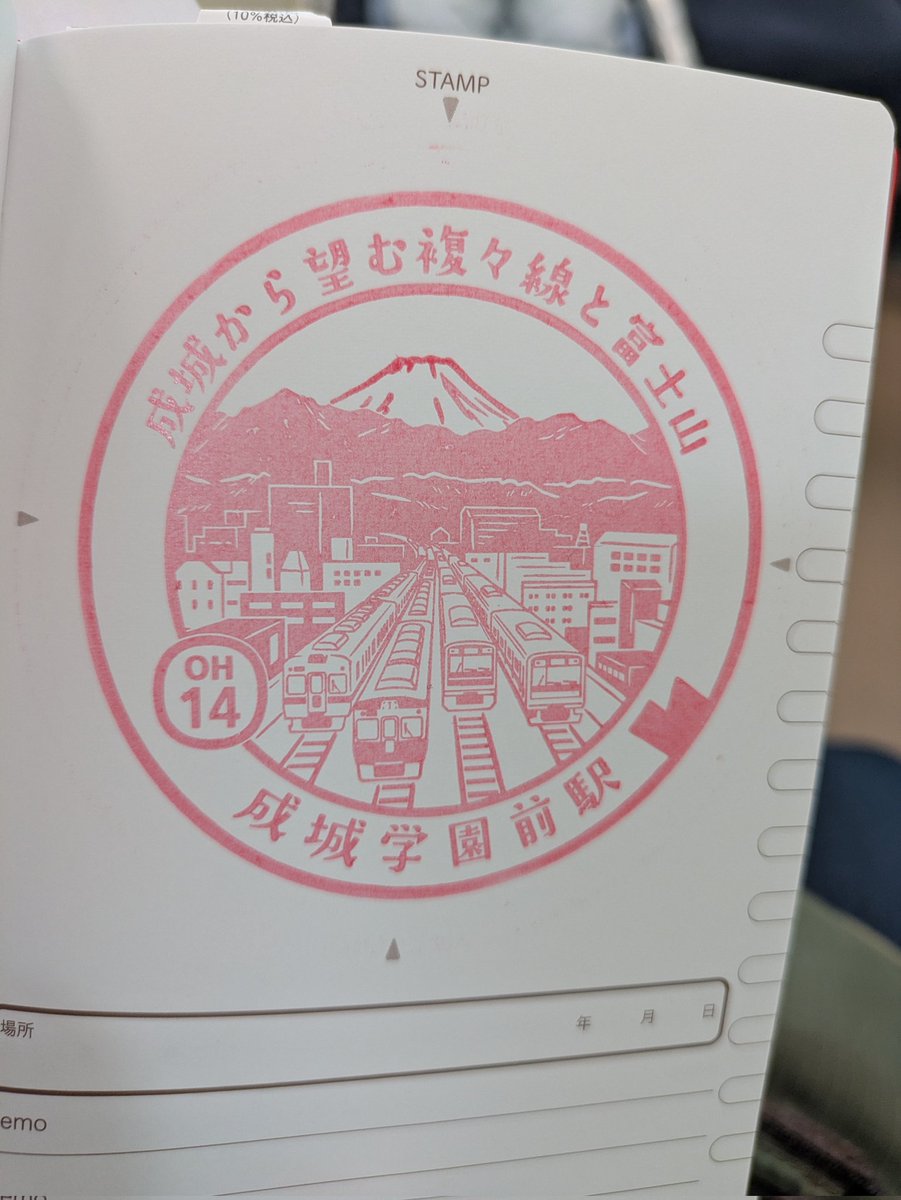 (10%税込)
STAMP
成城から望む複々線と富士山
OH
14
成城学園前駅
場所 年 月 日
emo